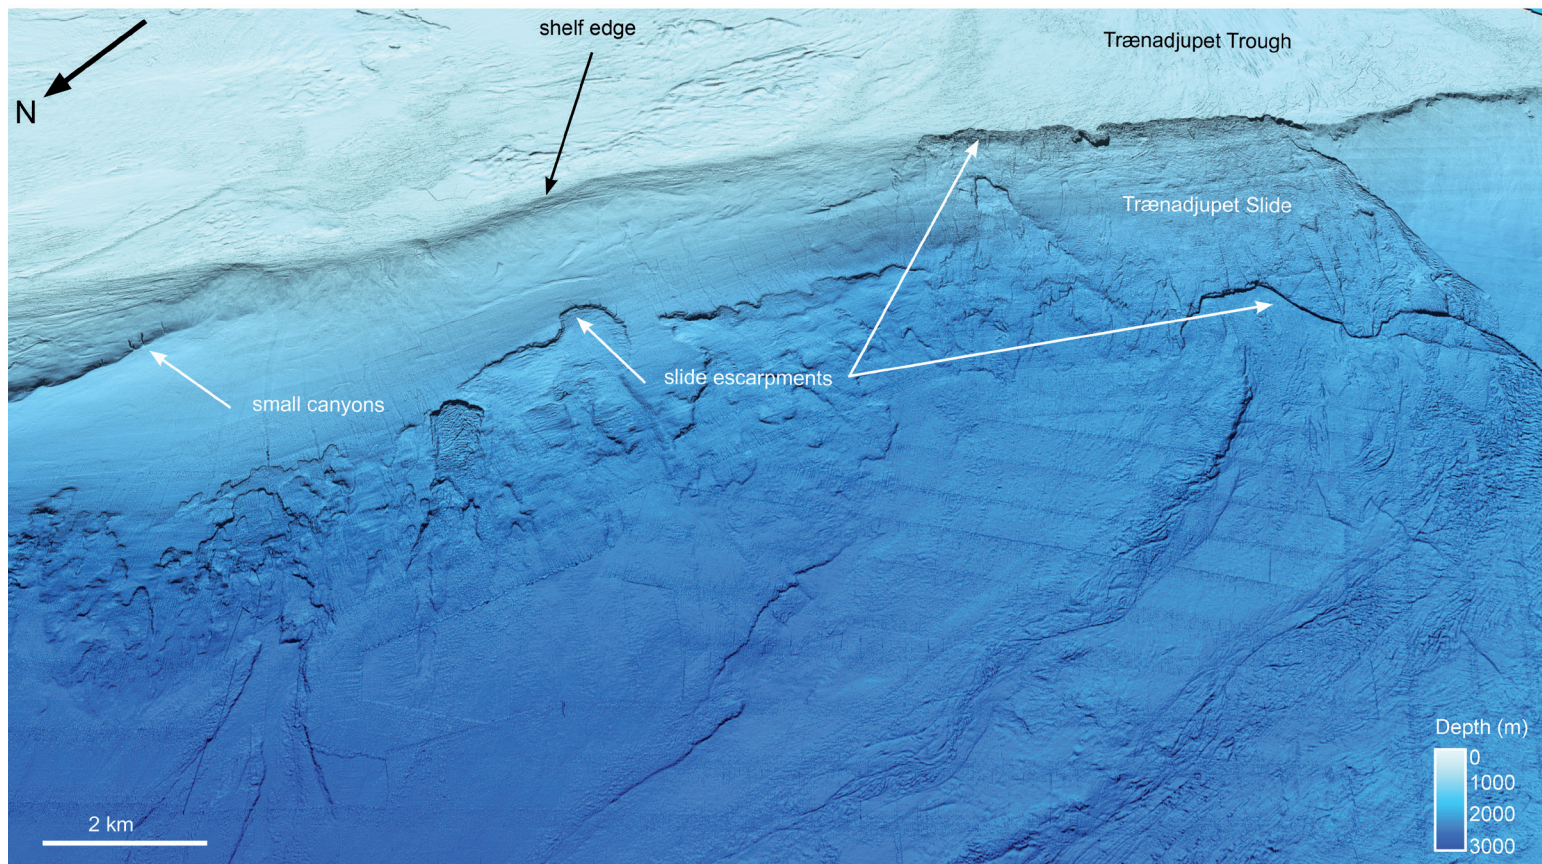 shelf edge
Trænadjupet Trough
N
Trænadjupet Slide
slide escarpments
small canyons
Depth (m)
0
1000
2000
3000
2 km